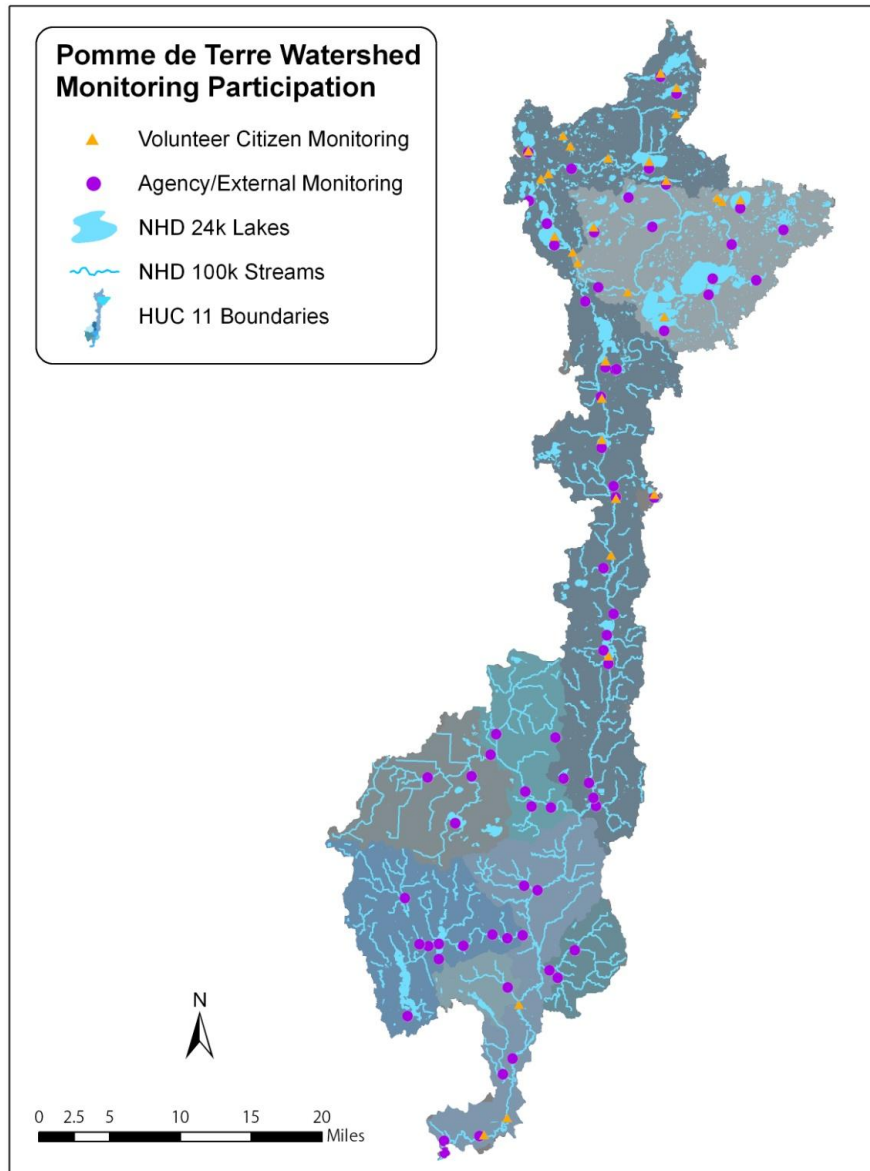 Pomme de Terre Watershed
Monitoring Participation
Volunteer Citizen Monitoring
Agency/External Monitoring
NHD 24k Lakes
NHD 100k Streams
HUC 11 Boundaries
N
0 2.5 5 10 15 20
Miles